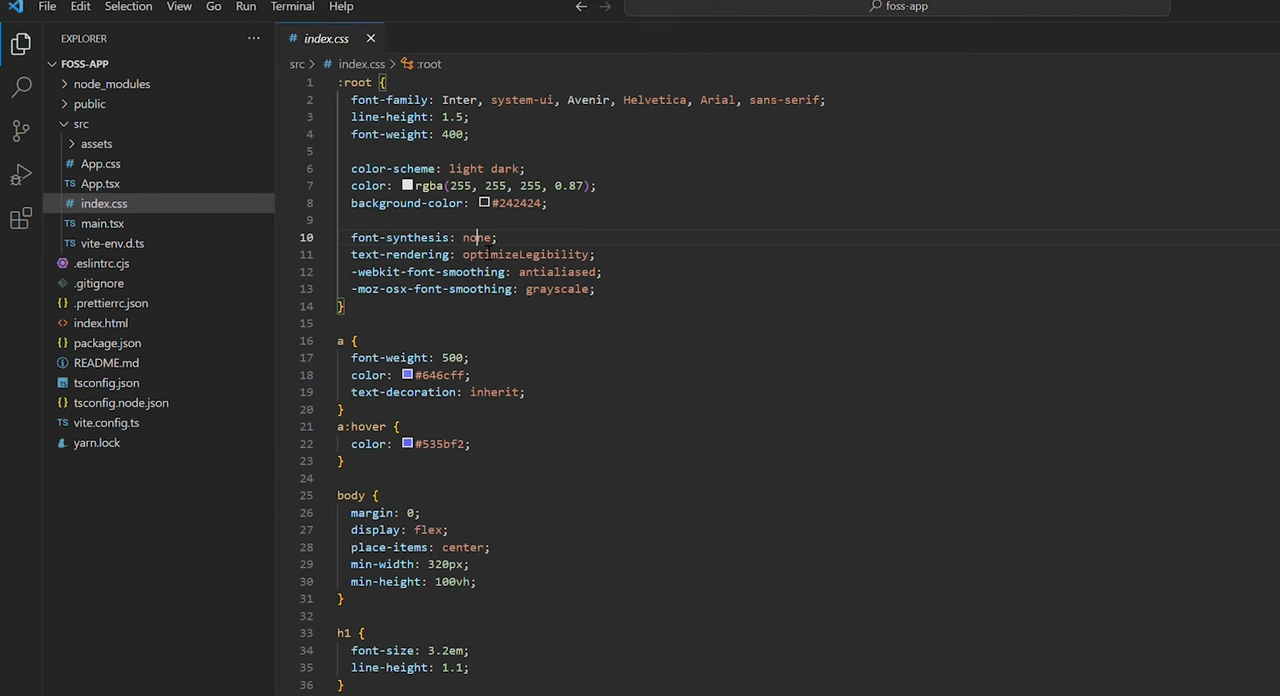 File Edit Selection View Go Run Terminal Help
foss-app
EXPLORER
FOSS-APP
node_modules
public
src
assets
# App.css
TS App.tsx
# index.css
TS main.tsx
TS vite-env.d.ts
.eslintrc.cjs
.gitignore
{} .prettierrc.json
<> index.html
{} package.json
README.md
tsconfig.json
{} tsconfig.node.json
TS vite.config.ts
yarn.lock
# index.css
src > # index.css > :root
1 :root {
2 font-family: Inter, system-ui, Avenir, Helvetica, Arial, sans-serif;
3 line-height: 1.5;
4 font-weight: 400;
5
6 color-scheme: light dark;
7 color: rgba(255, 255, 255, 0.87);
8 background-color: #242424;
9
10 font-synthesis: none;
11 text-rendering: optimizeLegibility;
12 -webkit-font-smoothing: antialiased;
13 -moz-osx-font-smoothing: grayscale;
14 }
15
16 a {
17 font-weight: 500;
18 color: #646cff;
19 text-decoration: inherit;
20 }
21 a:hover {
22 color: #535bf2;
23 }
24
25 body {
26 margin: 0;
27 display: flex;
28 place-items: center;
29 min-width: 320px;
30 min-height: 100vh;
31 }
32
33 h1 {
34 font-size: 3.2em;
35 line-height: 1.1;
36 }